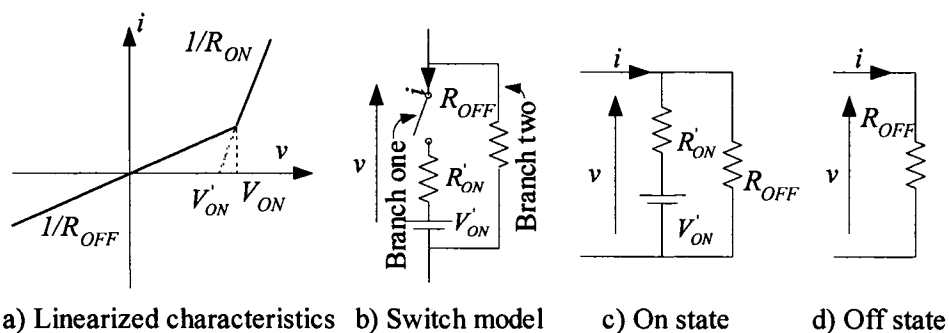 i
1/R_ON
v
V'_ON
V_ON
1/R_OFF
v
Branch one
i
R_OFF
R'_ON
V'_ON
Branch two
i
v
R'_ON
R_OFF
V'_ON
i
v
R_OFF
a) Linearized characteristics b) Switch model c) On state d) Off state